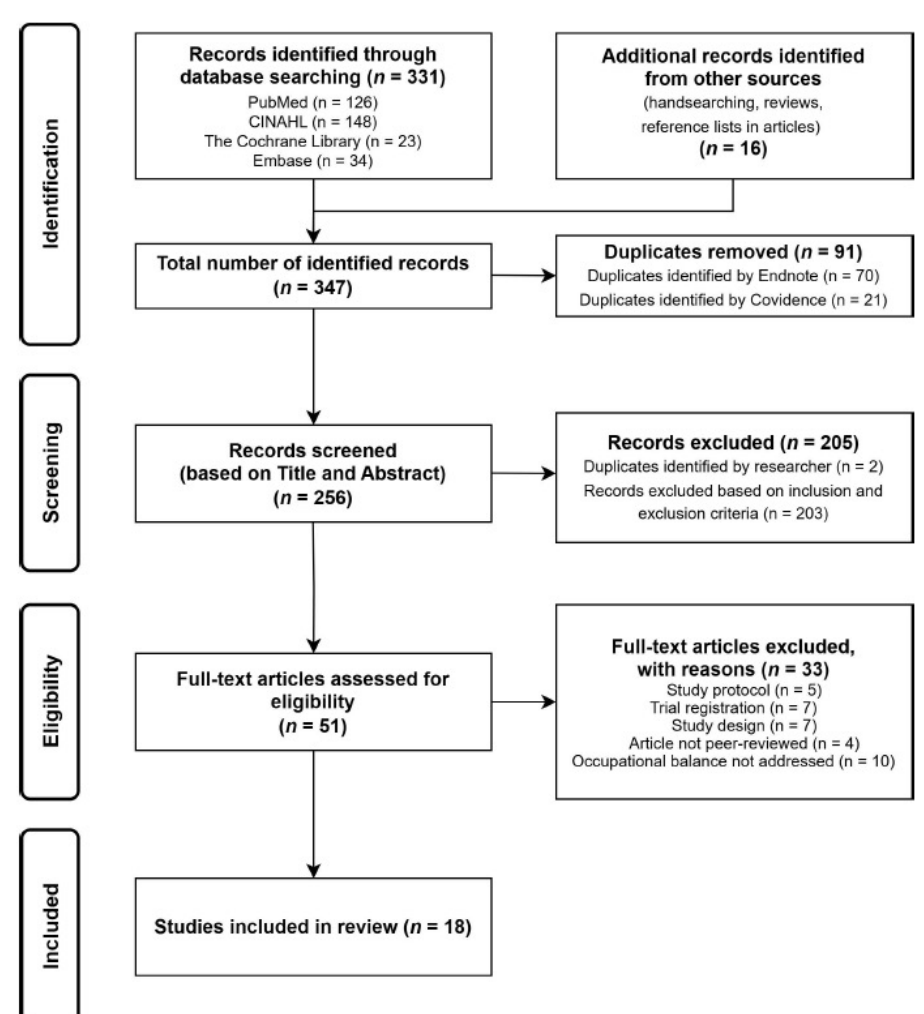 Identification
Records identified through
database searching (n = 331)
PubMed (n = 126)
CINAHL (n = 148)
The Cochrane Library (n = 23)
Embase (n = 34)
Additional records identified
from other sources
(handsearching, reviews,
reference lists in articles)
(n = 16)
Total number of identified records
(n = 347)
Duplicates removed (n = 91)
Duplicates identified by Endnote (n = 70)
Duplicates identified by Covidence (n = 21)
Screening
Records screened
(based on Title and Abstract)
(n = 256)
Records excluded (n = 205)
Duplicates identified by researcher (n = 2)
Records excluded based on inclusion and
exclusion criteria (n = 203)
Eligibility
Full-text articles assessed for
eligibility
(n = 51)
Full-text articles excluded,
with reasons (n = 33)
Study protocol (n = 5)
Trial registration (n = 7)
Study design (n = 7)
Article not peer-reviewed (n = 4)
Occupational balance not addressed (n = 10)
Included
Studies included in review (n = 18)